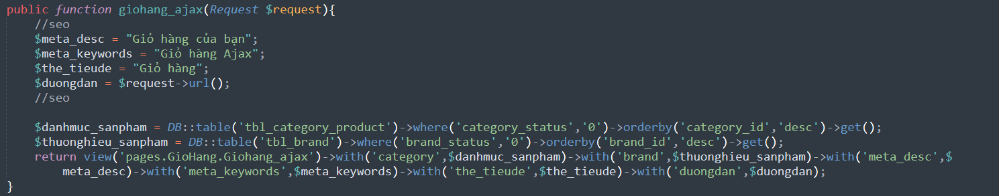 public function giohang_ajax(Request $request){
//seo
$meta_desc = "Giỏ hàng của bạn";
$meta_keywords = "Giỏ hàng Ajax";
$the_tieude = "Giỏ hàng";
$duongdan = $request->url();
//seo
$danhmuc_sanpham = DB::table('tbl_category_product')->where('category_status','0')->orderby('category_id','desc')->get();
$thuonghieu_sanpham = DB::table('tbl_brand')->where('brand_status','0')->orderby('brand_id','desc')->get();
return view('pages.GioHang.Giohang_ajax')->with('category',$danhmuc_sanpham)->with('brand',$thuonghieu_sanpham)->with('meta_desc',$
meta_desc)->with('meta_keywords',$meta_keywords)->with('the_tieude',$the_tieude)->with('duongdan',$duongdan);
}